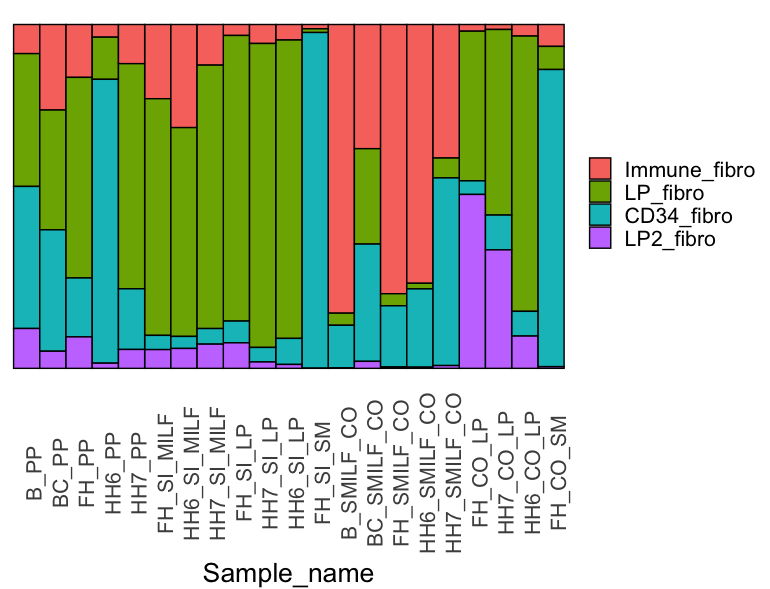 Immune_fibro
LP_fibro
CD34_fibro
LP2_fibro
B_PP
BC_PP
FH_PP
HH6_PP
HH7_PP
FH_SI_MILF
HH6_SI_MILF
HH7_SI_MILF
FH_SI_LP
HH7_SI_LP
HH6_SI_LP
FH_SI_SM
B_SMILF_CO
BC_SMILF_CO
FH_SMILF_CO
HH6_SMILF_CO
HH7_SMILF_CO
FH_CO_LP
HH7_CO_LP
HH6_CO_LP
FH_CO_SM
Sample_name